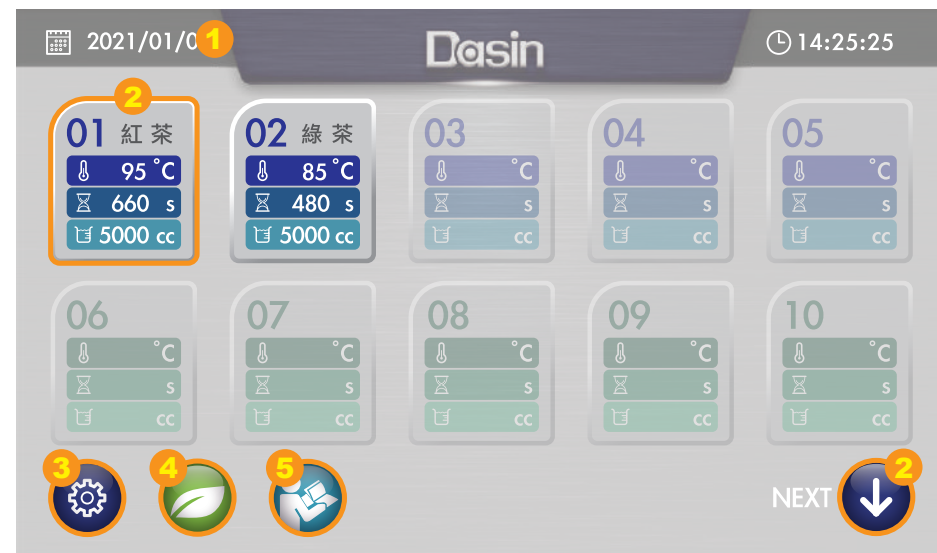 2021/01/0
1
Dasin
14:25:25
2
01 紅茶
95 °C
660 s
5000 cc
02 綠茶
85 °C
480 s
5000 cc
03
°C
s
cc
04
°C
s
cc
05
°C
s
cc
06
°C
s
cc
07
°C
s
cc
08
°C
s
cc
09
°C
s
cc
10
°C
s
cc
3
4
5
NEXT
2